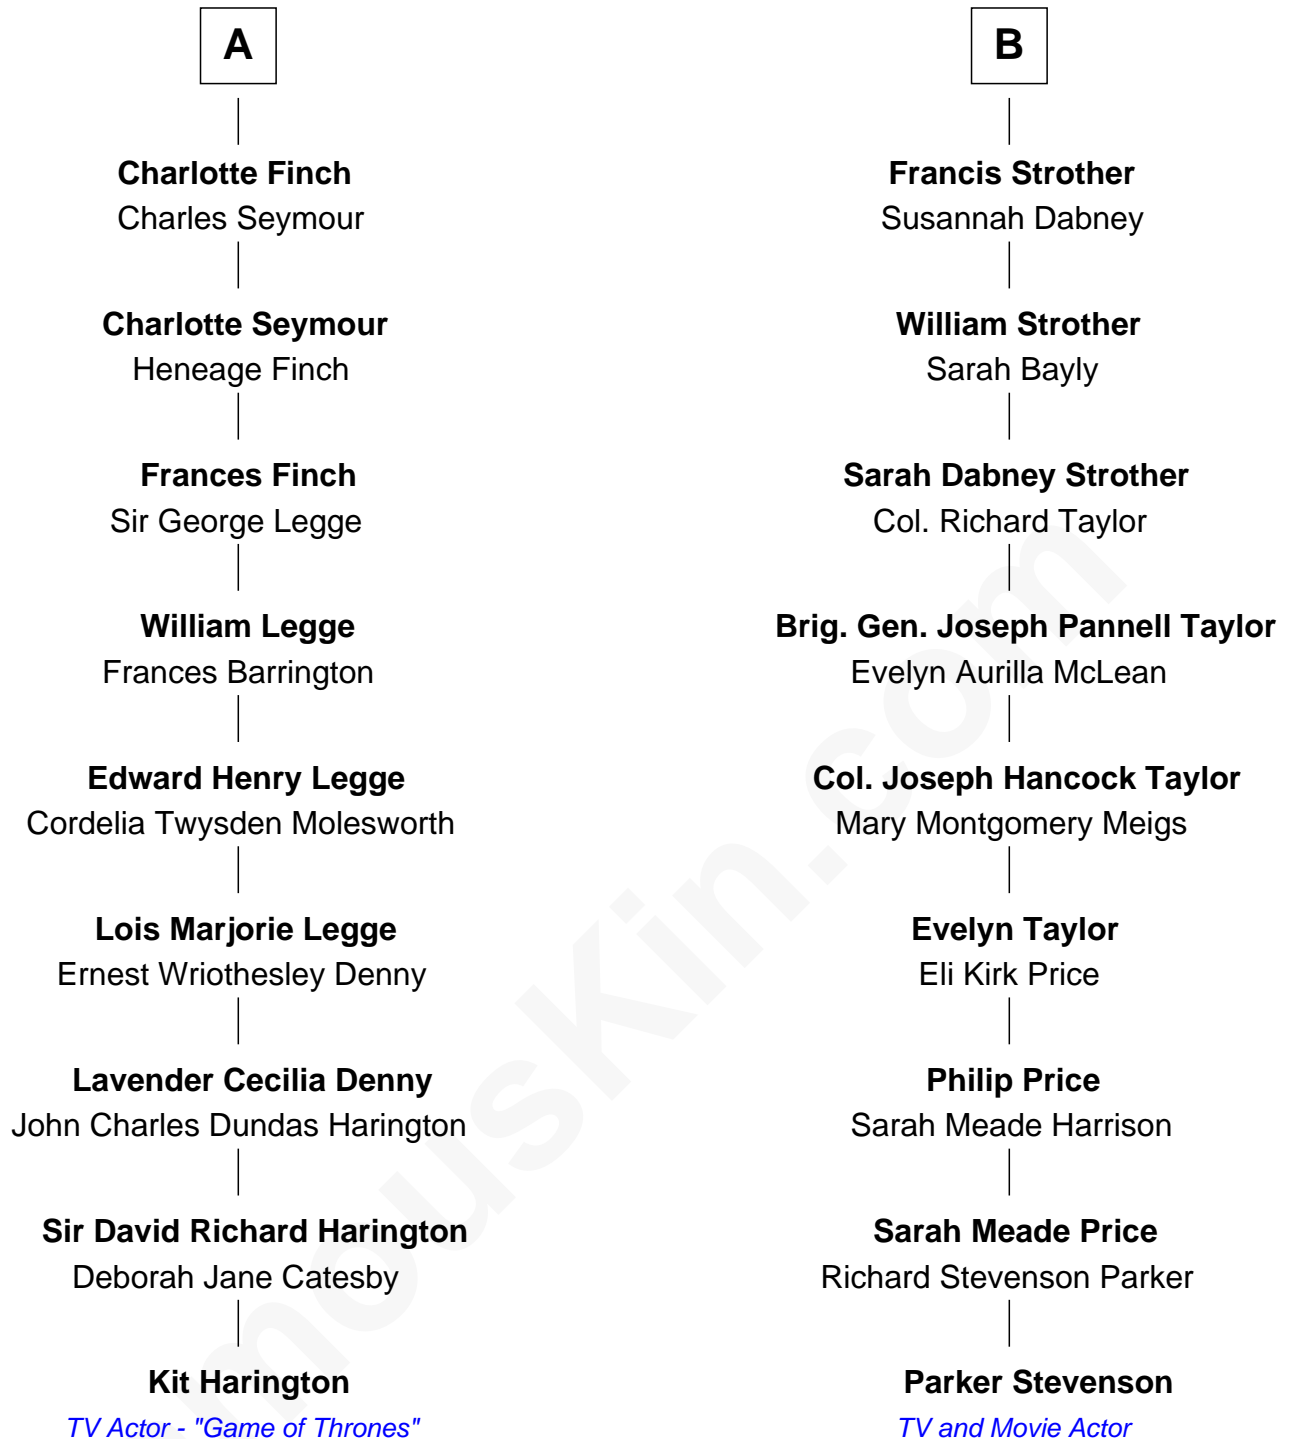 A
Charlotte Finch
Charles Seymour
Charlotte Seymour
Heneage Finch
Frances Finch
Sir George Legge
William Legge
Frances Barrington
Edward Henry Legge
Cordelia Twysden Molesworth
Lois Marjorie Legge
Ernest Wriothesley Denny
Lavender Cecilia Denny
John Charles Dundas Harington
Sir David Richard Harington
Deborah Jane Catesby
Kit Harington
TV Actor - "Game of Thrones"
B
Francis Strother
Susannah Dabney
William Strother
Sarah Bayly
Sarah Dabney Strother
Col. Richard Taylor
Brig. Gen. Joseph Pannell Taylor
Evelyn Aurilla McLean
Col. Joseph Hancock Taylor
Mary Montgomery Meigs
Evelyn Taylor
Eli Kirk Price
Philip Price
Sarah Meade Harrison
Sarah Meade Price
Richard Stevenson Parker
Parker Stevenson
TV and Movie Actor
mousKin.com